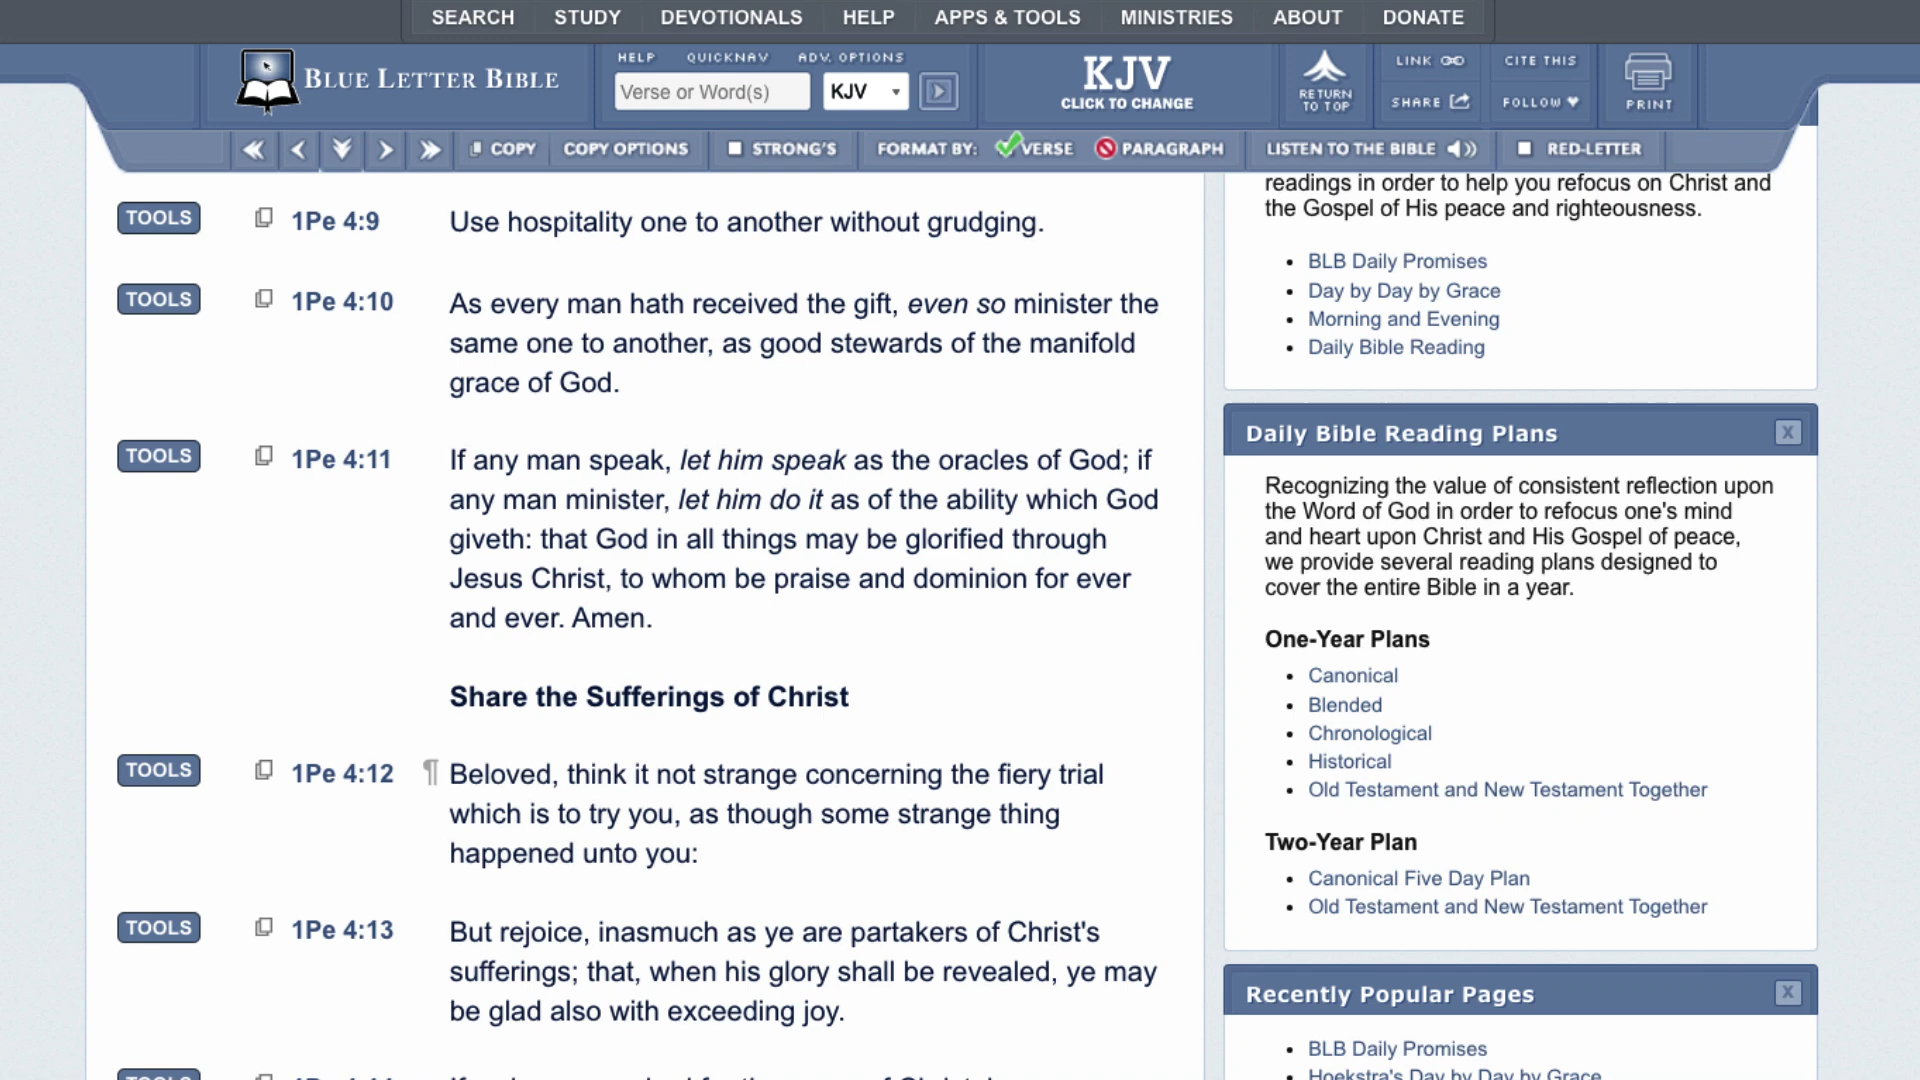 SEARCH STUDY DEVOTIONALS HELP APPS & TOOLS MINISTRIES ABOUT DONATE
BLUE LETTER BIBLE
HELP QUICKNAV ADV. OPTIONS
Verse or Word(s) KJV
KJV
CLICK TO CHANGE
RETURN
TO TOP
LINK
SHARE
CITE THIS
FOLLOW
PRINT
COPY COPY OPTIONS STRONG'S FORMAT BY: VERSE PARAGRAPH LISTEN TO THE BIBLE RED-LETTER
TOOLS 1Pe 4:9 Use hospitality one to another without grudging.
TOOLS 1Pe 4:10 As every man hath received the gift, even so minister the
same one to another, as good stewards of the manifold
grace of God.
TOOLS 1Pe 4:11 If any man speak, let him speak as the oracles of God; if
any man minister, let him do it as of the ability which God
giveth: that God in all things may be glorified through
Jesus Christ, to whom be praise and dominion for ever
and ever. Amen.
Share the Sufferings of Christ
TOOLS 1Pe 4:12 ¶ Beloved, think it not strange concerning the fiery trial
which is to try you, as though some strange thing
happened unto you:
TOOLS 1Pe 4:13 But rejoice, inasmuch as ye are partakers of Christ's
sufferings; that, when his glory shall be revealed, ye may
be glad also with exceeding joy.
readings in order to help you refocus on Christ and
the Gospel of His peace and righteousness.
• BLB Daily Promises
• Day by Day by Grace
• Morning and Evening
• Daily Bible Reading
Daily Bible Reading Plans X
Recognizing the value of consistent reflection upon
the Word of God in order to refocus one's mind
and heart upon Christ and His Gospel of peace,
we provide several reading plans designed to
cover the entire Bible in a year.
One-Year Plans
• Canonical
• Blended
• Chronological
• Historical
• Old Testament and New Testament Together
Two-Year Plan
• Canonical Five Day Plan
• Old Testament and New Testament Together
Recently Popular Pages X
• BLB Daily Promises
• Hoekstra's Day by Day by Grace